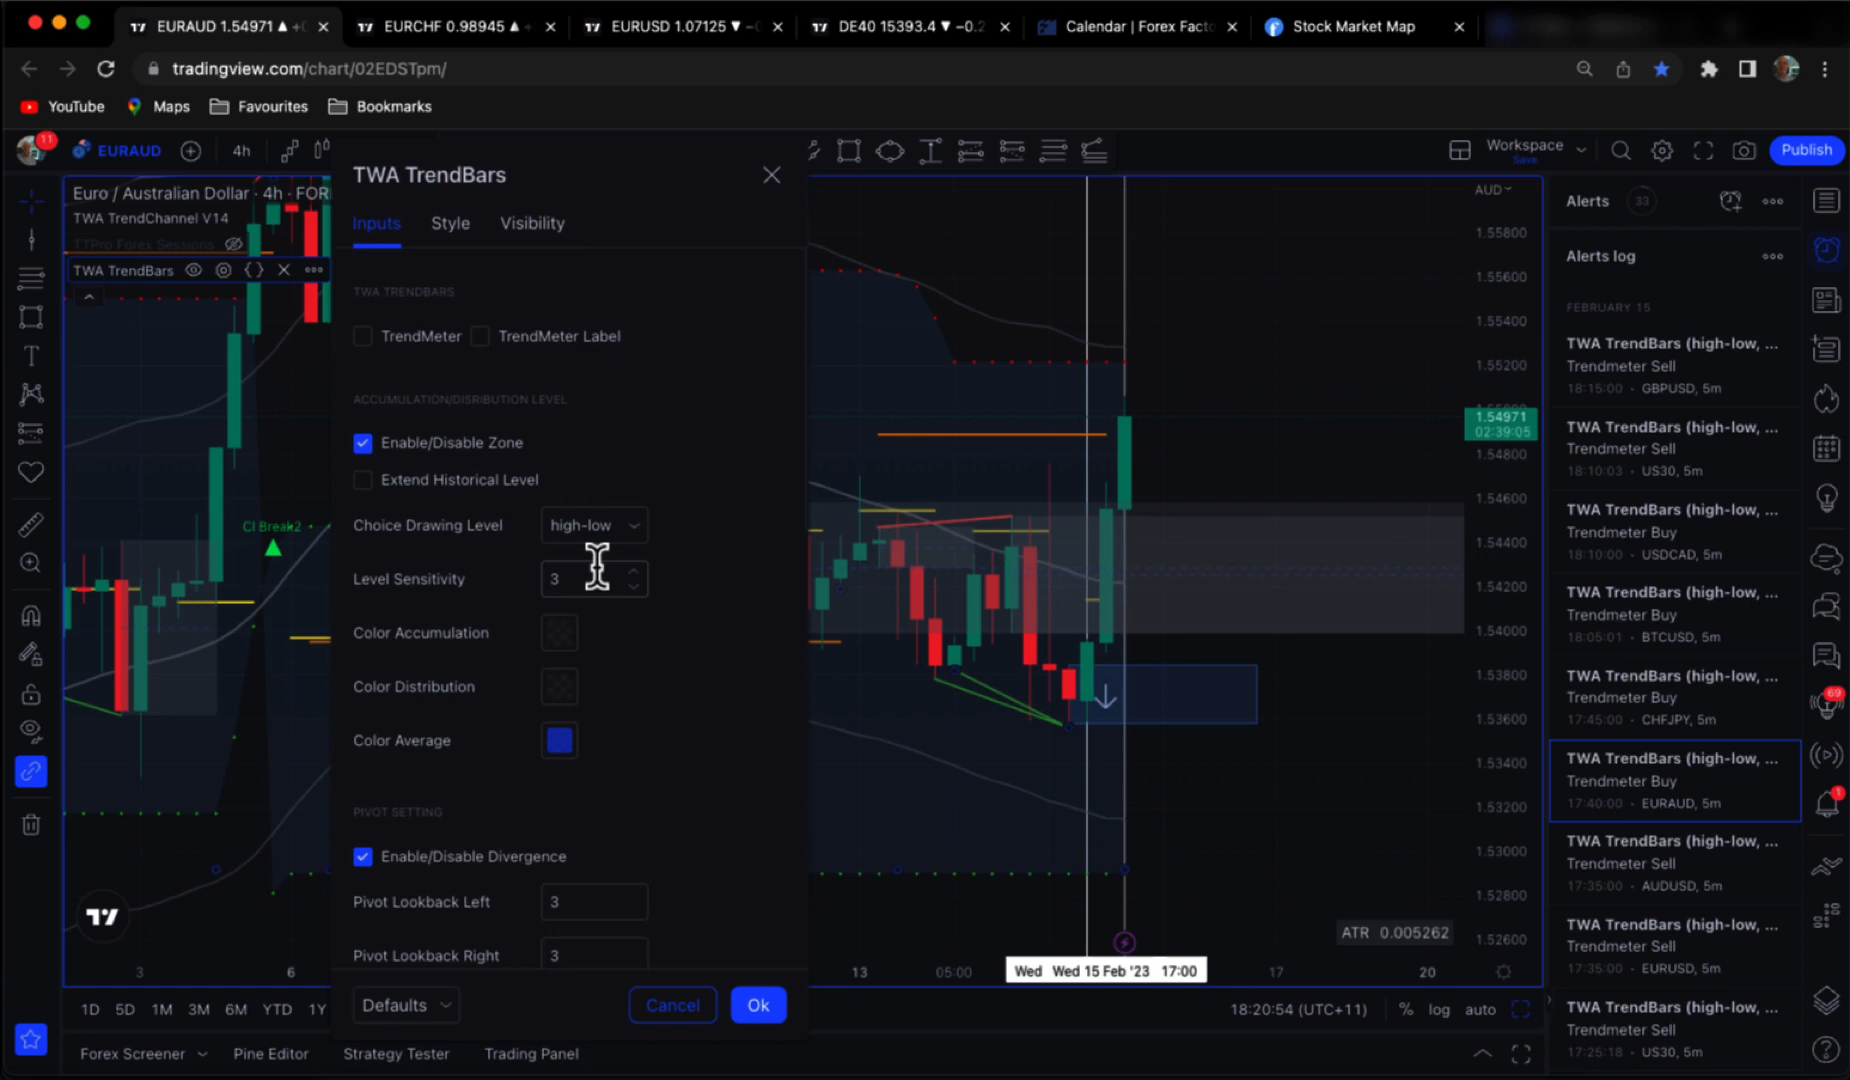 EURAUD 1.54971 ▲
EURCHF 0.98945 ▲
EURUSD 1.07125 ▼
DE40 15393.4 ▼ −0.2
Calendar | Forex Facto
Stock Market Map
tradingview.com/chart/02EDSTpm/
YouTube
Maps
Favourites
Bookmarks
11
EURAUD
4h
Workspace
Save
Publish
Euro / Australian Dollar · 4h · FOR
TWA TrendChannel V14
TTPro Forex Sessions
TWA TrendBars
CI Break2
TWA TrendBars
Inputs
Style
Visibility
TWA TRENDBARS
TrendMeter
TrendMeter Label
ACCUMULATION/DISRIBUTION LEVEL
Enable/Disable Zone
Extend Historical Level
Choice Drawing Level
high-low
Level Sensitivity
3
Color Accumulation
Color Distribution
Color Average
PIVOT SETTING
Enable/Disable Divergence
Pivot Lookback Left
3
Pivot Lookback Right
3
Defaults
Cancel
Ok
AUD
1.55800
1.55600
1.55400
1.55200
1.54971
02:39:05
1.54800
1.54600
1.54400
1.54200
1.54000
1.53800
1.53600
1.53400
1.53200
1.53000
1.52800
1.52600
ATR 0.005262
3
6
13
05:00
Wed Wed 15 Feb '23 17:00
17
20
1D 5D 1M 3M 6M YTD 1Y
18:20:54 (UTC+11)
% log auto
Forex Screener
Pine Editor
Strategy Tester
Trading Panel
Alerts
33
Alerts log
FEBRUARY 15
TWA TrendBars (high-low, ...
Trendmeter Sell
18:15:00 · GBPUSD, 5m
TWA TrendBars (high-low, ...
Trendmeter Sell
18:10:03 · US30, 5m
TWA TrendBars (high-low, ...
Trendmeter Buy
18:10:00 · USDCAD, 5m
TWA TrendBars (high-low, ...
Trendmeter Buy
18:05:01 · BTCUSD, 5m
TWA TrendBars (high-low, ...
Trendmeter Buy
17:45:00 · CHFJPY, 5m
TWA TrendBars (high-low, ...
Trendmeter Buy
17:40:00 · EURAUD, 5m
TWA TrendBars (high-low, ...
Trendmeter Sell
17:35:00 · AUDUSD, 5m
TWA TrendBars (high-low, ...
Trendmeter Sell
17:35:00 · EURUSD, 5m
TWA TrendBars (high-low, ...
Trendmeter Sell
17:25:18 · US30, 5m
69
1